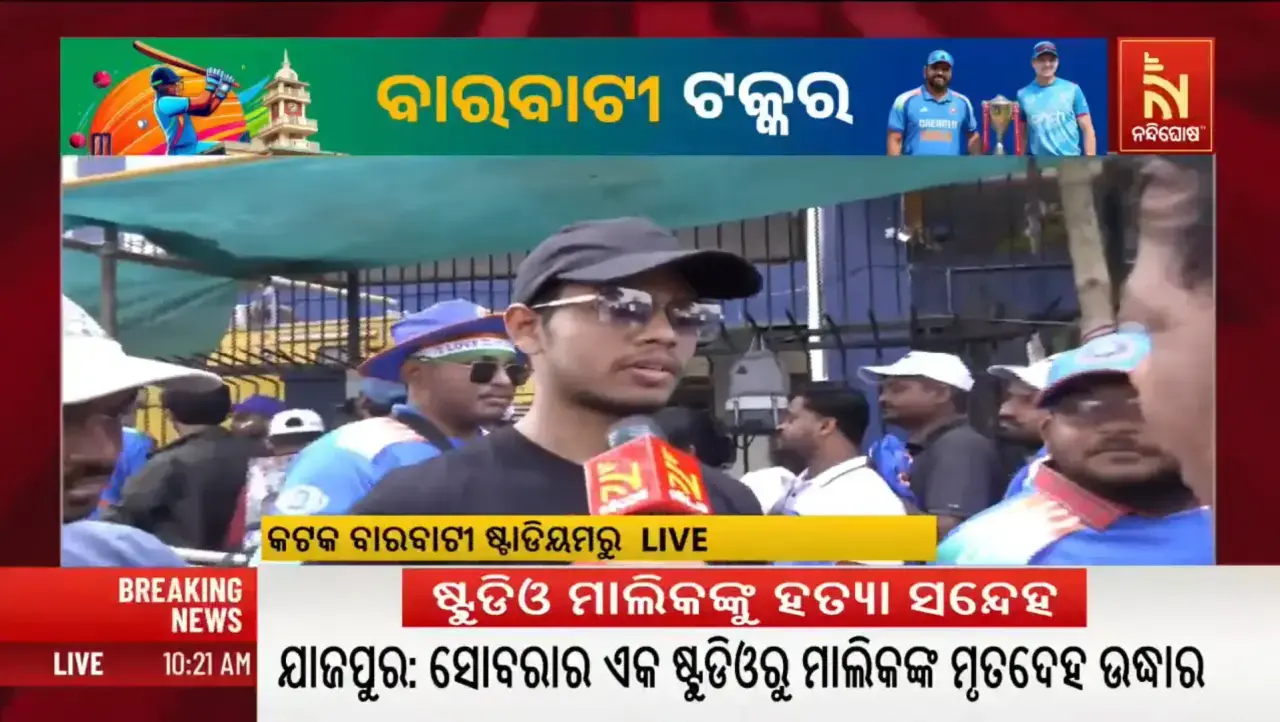 ବାରବାଟୀ ଟକ୍କର
ନନ୍ଦିଘୋଷ
କଟକ ବାରବାଟୀ ଷ୍ଟାଡିୟମରୁ LIVE
BREAKING
NEWS
ଷ୍ଟୁଡିଓ ମାଲିକଙ୍କୁ ହତ୍ୟା ସନ୍ଦେହ
LIVE 10:21 AM
ଯାଜପୁର: ସୋବରାର ଏକ ଷ୍ଟୁଡିଓରୁ ମାଲିକଙ୍କ ମୃତଦେହ ଉଦ୍ଧାର